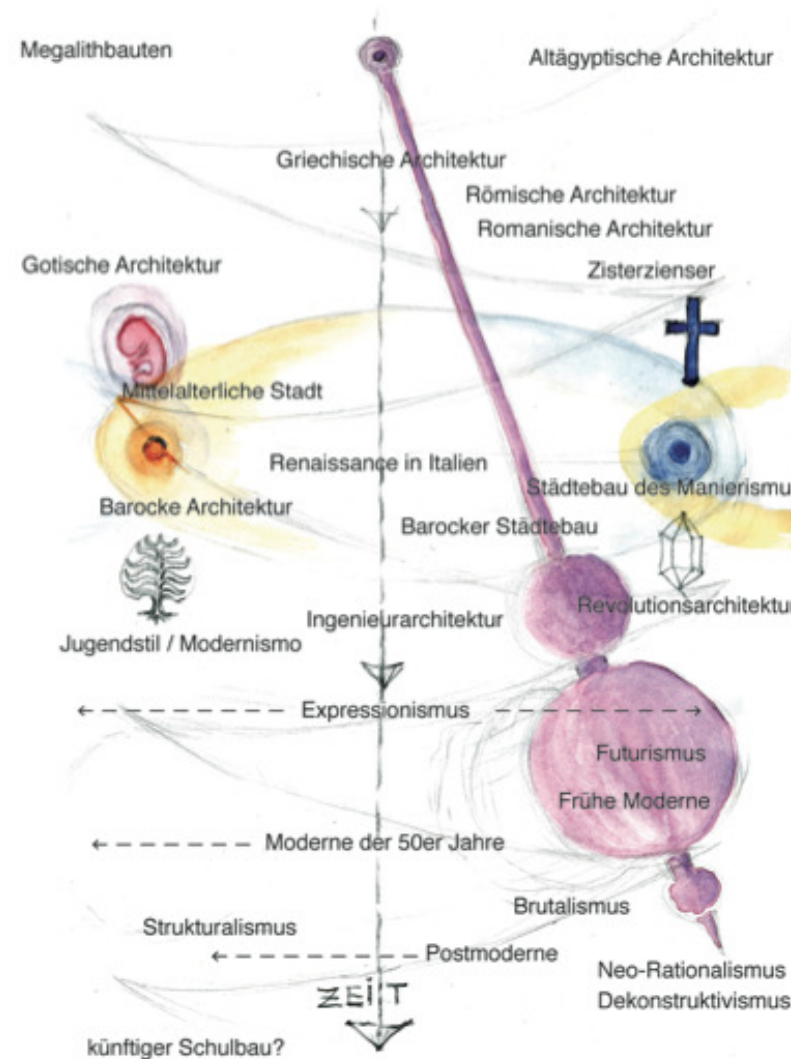 Megalithbauten
Altägyptische Architektur
Griechische Architektur
Römische Architektur
Romanische Architektur
Gotische Architektur
Zisterzienser
Mittelalterliche Stadt
Renaissance in Italien
Städtebau des Manierismu
Barocke Architektur
Barocker Städtebau
Revolutionsarchitektur
Ingenieurarchitektur
Jugendstil / Modernismo
Expressionismus
Futurismus
Frühe Moderne
Moderne der 50er Jahre
Brutalismus
Strukturalismus
Postmoderne
Neo-Rationalismus
Dekonstruktivismus
ZEIT
künftiger Schulbau?